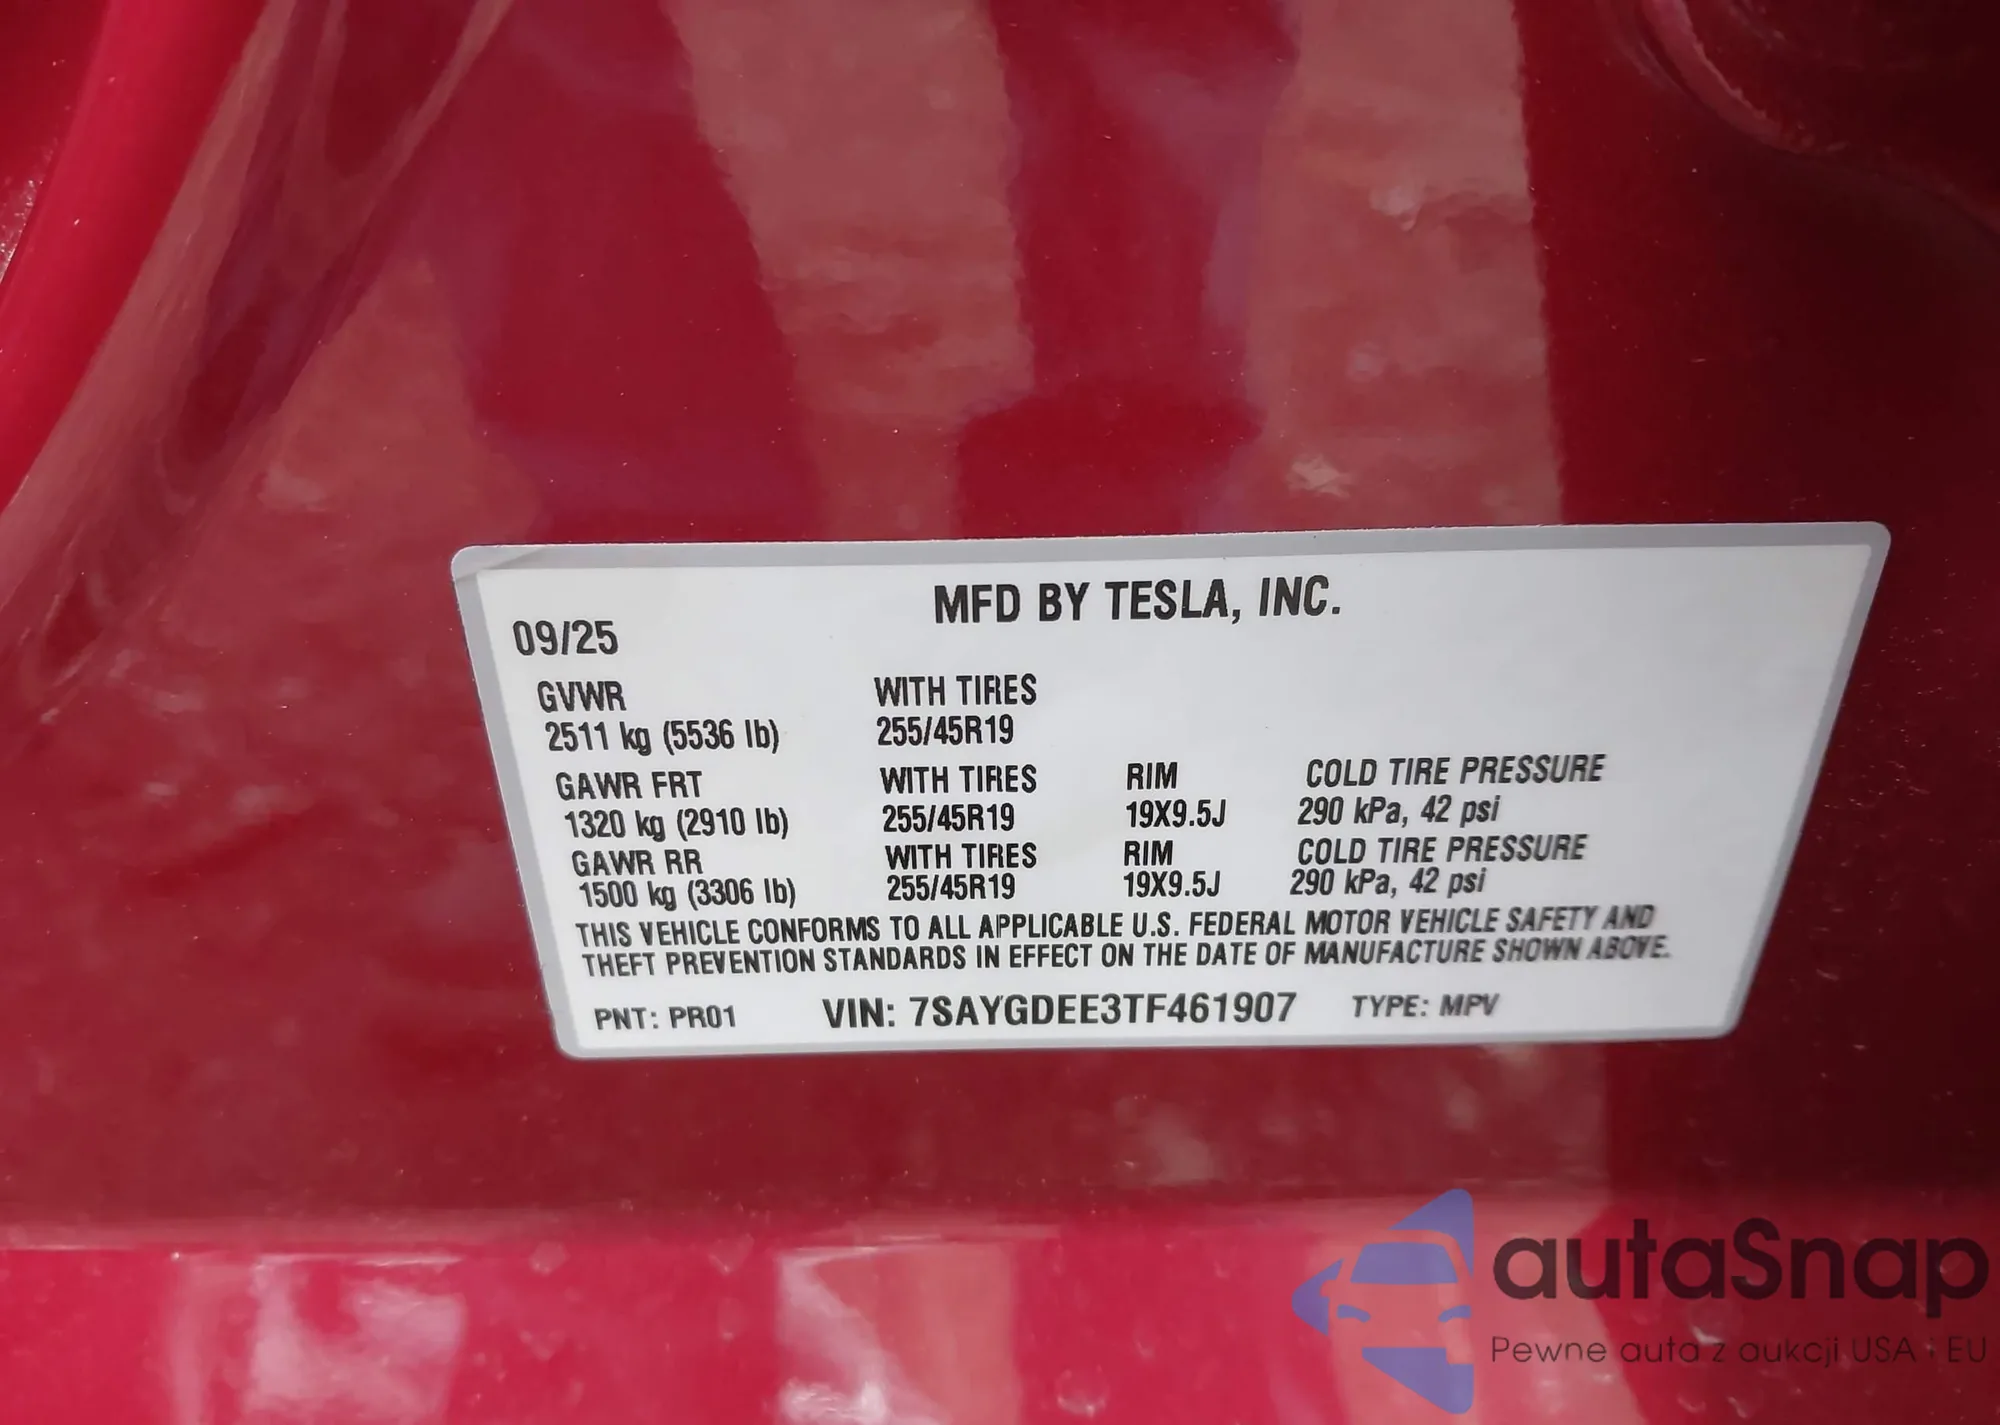 MFD BY TESLA, INC.
09/25
GVWR WITH TIRES
2511 kg (5536 lb) 255/45R19
GAWR FRT WITH TIRES RIM COLD TIRE PRESSURE
1320 kg (2910 lb) 255/45R19 19X9.5J 290 kPa, 42 psi
GAWR RR WITH TIRES RIM COLD TIRE PRESSURE
1500 kg (3306 lb) 255/45R19 19X9.5J 290 kPa, 42 psi
THIS VEHICLE CONFORMS TO ALL APPLICABLE U.S. FEDERAL MOTOR VEHICLE SAFETY AND
THEFT PREVENTION STANDARDS IN EFFECT ON THE DATE OF MANUFACTURE SHOWN ABOVE.
PNT: PR01 VIN: 7SAYGDEE3TF461907 TYPE: MPV
autaSnap
Pewne auta z aukcji USA i EU